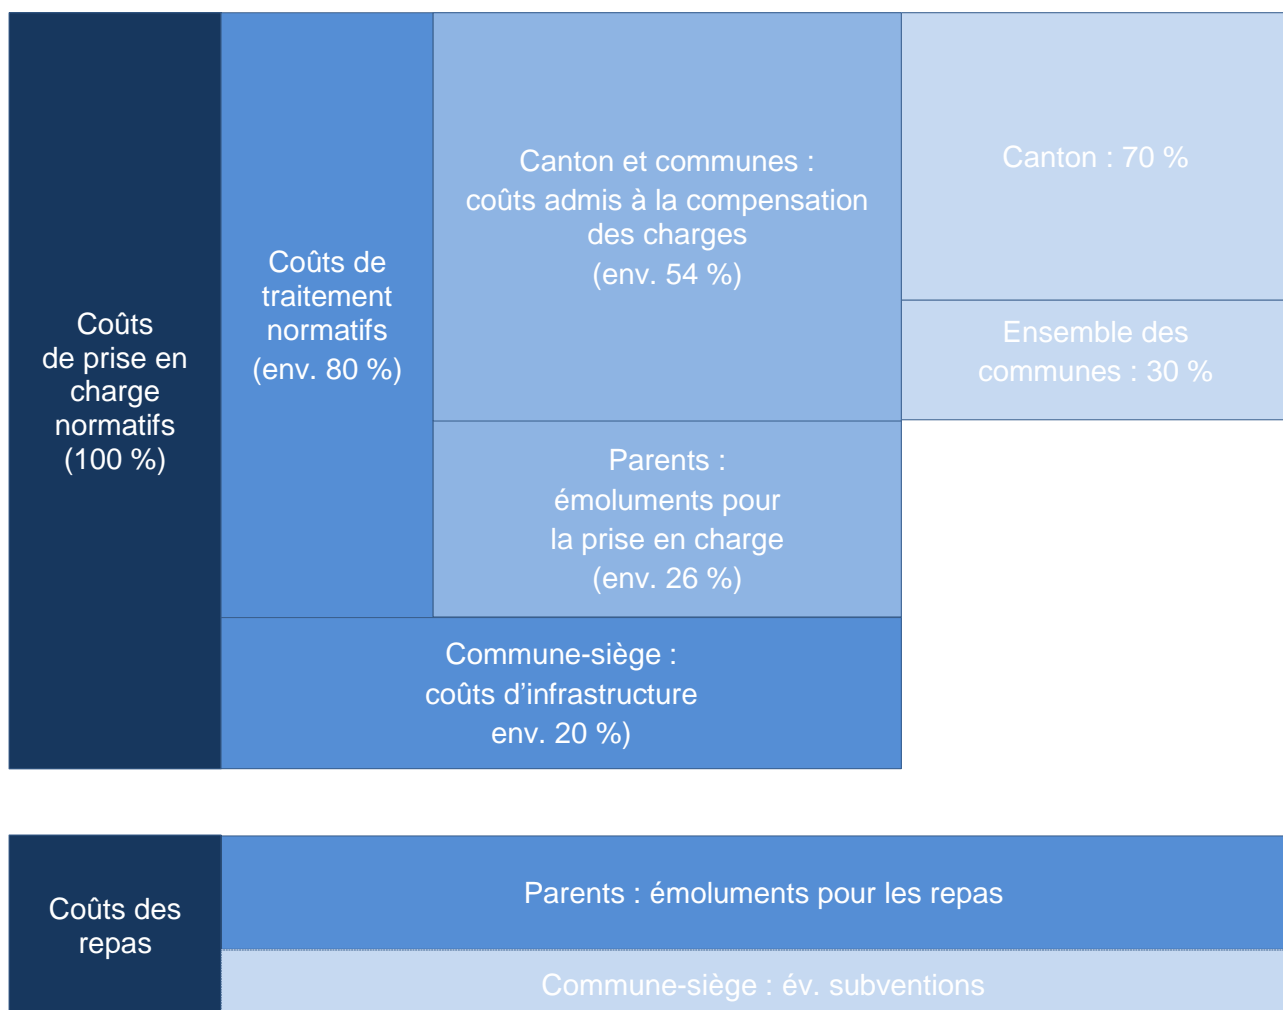 Coûts
de prise en
charge
normatifs
(100 %)
Coûts de
traitement
normatifs
(env. 80 %)
Canton et communes :
coûts admis à la compensation
des charges
(env. 54 %)
Canton : 70 %
Ensemble des
communes : 30 %
Parents :
émoluments pour
la prise en charge
(env. 26 %)
Commune-siège :
coûts d’infrastructure
env. 20 %)
Coûts des
repas
Parents : émoluments pour les repas
Commune-siège : év. subventions